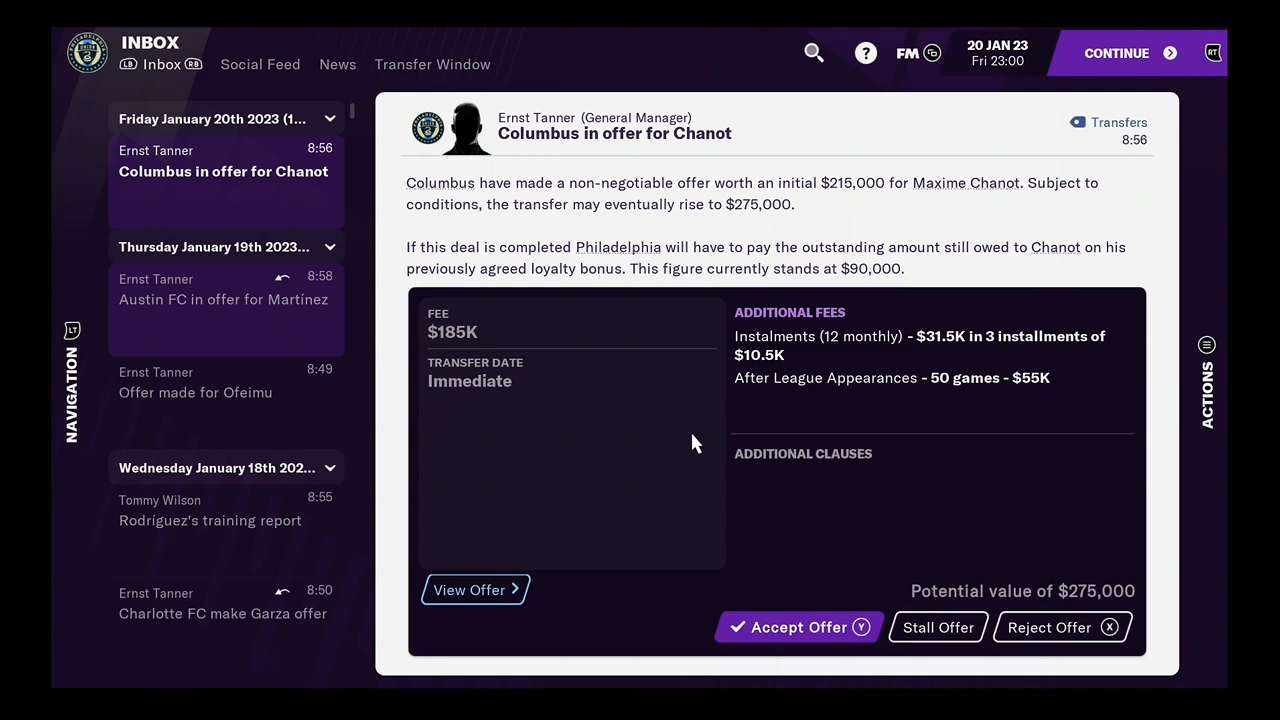 INBOX
LB Inbox RB
Social Feed
News
Transfer Window
?
FM
20 JAN 23
Fri 23:00
CONTINUE
RT
LT
NAVIGATION
Friday January 20th 2023 (1...
Ernst Tanner 8:56
Columbus in offer for Chanot
Thursday January 19th 2023...
Ernst Tanner 8:58
Austin FC in offer for Martínez
Ernst Tanner 8:49
Offer made for Ofeimu
Wednesday January 18th 202...
Tommy Wilson 8:55
Rodríguez's training report
Ernst Tanner 8:50
Charlotte FC make Garza offer
Ernst Tanner (General Manager)
Columbus in offer for Chanot
Transfers
8:56
Columbus have made a non-negotiable offer worth an initial $215,000 for Maxime Chanot. Subject to
conditions, the transfer may eventually rise to $275,000.
If this deal is completed Philadelphia will have to pay the outstanding amount still owed to Chanot on his
previously agreed loyalty bonus. This figure currently stands at $90,000.
FEE
$185K
TRANSFER DATE
Immediate
ADDITIONAL FEES
Instalments (12 monthly) - $31.5K in 3 installments of
$10.5K
After League Appearances - 50 games - $55K
ADDITIONAL CLAUSES
View Offer
Potential value of $275,000
Accept Offer Y
Stall Offer
Reject Offer X
ACTIONS